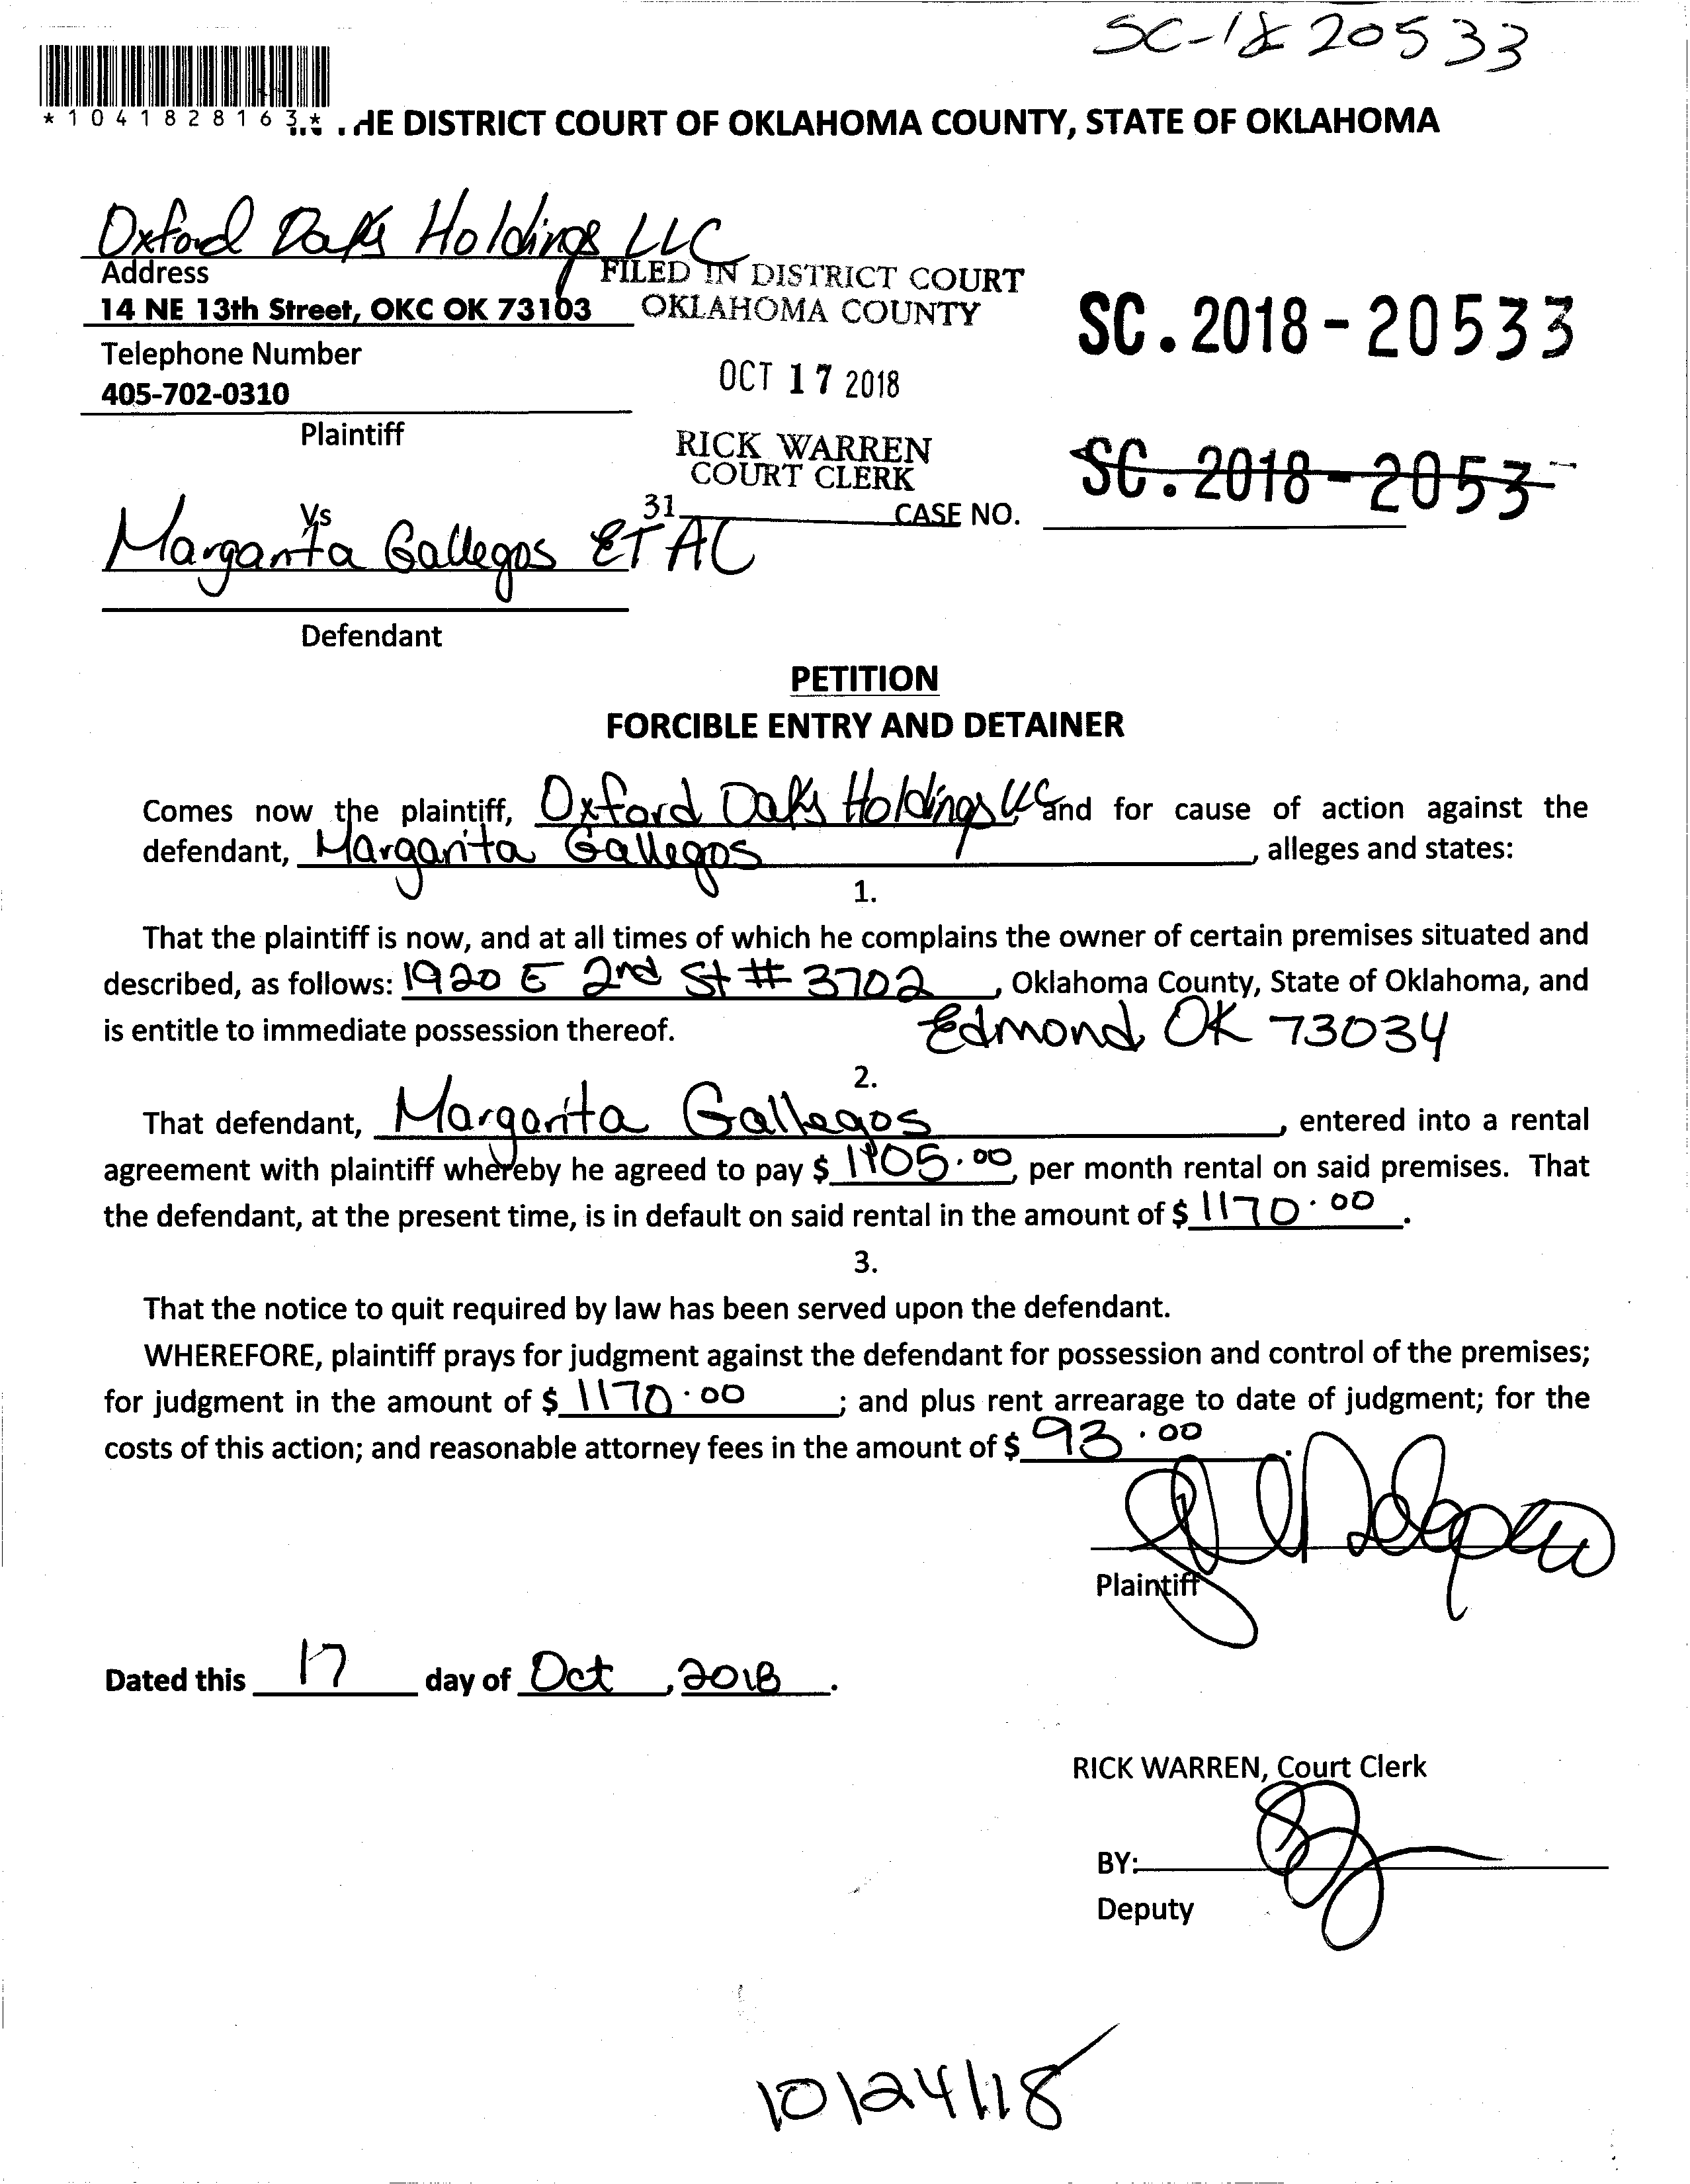 SC-18 20533
*1041828163*
HE DISTRICT COURT OF OKLAHOMA COUNTY, STATE OF OKLAHOMA
Oxford Oaks Holdings LLC
Address
14 NE 13th Street, OKC OK 73103
Telephone Number
405-702-0310
Plaintiff
FILED IN DISTRICT COURT
OKLAHOMA COUNTY
OCT 17 2018
RICK WARREN
COURT CLERK
31
SC.2018-20533
SC.2018-2053
CASE NO.
Vs
Margarita Gallegos ET AL
Defendant
PETITION
FORCIBLE ENTRY AND DETAINER
Comes now the plaintiff, Oxford Oaks Holdings LLC and for cause of action against the
defendant, Margarita Gallegos, alleges and states:
1.
That the plaintiff is now, and at all times of which he complains the owner of certain premises situated and
described, as follows: 1920 E 2nd St # 3702, Oklahoma County, State of Oklahoma, and
is entitle to immediate possession thereof. Edmond OK 73034
2.
That defendant, Margarita Gallegos, entered into a rental
agreement with plaintiff whereby he agreed to pay $ 1105.00, per month rental on said premises. That
the defendant, at the present time, is in default on said rental in the amount of $ 1170.00.
3.
That the notice to quit required by law has been served upon the defendant.
WHEREFORE, plaintiff prays for judgment against the defendant for possession and control of the premises;
for judgment in the amount of $ 1170.00; and plus rent arrearage to date of judgment; for the
costs of this action; and reasonable attorney fees in the amount of $ 93.00
Plaintiff
Dated this 17 day of Oct, 2018.
RICK WARREN, Court Clerk
BY:
Deputy
10/24/18